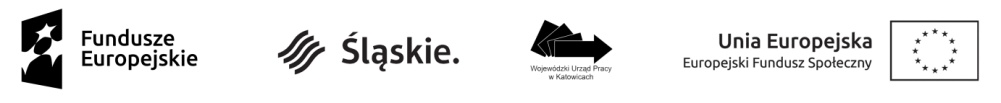 Fundusze
Europejskie
Śląskie.
Wojewódzki Urząd Pracy
w Katowicach
Unia Europejska
Europejski Fundusz Społeczny